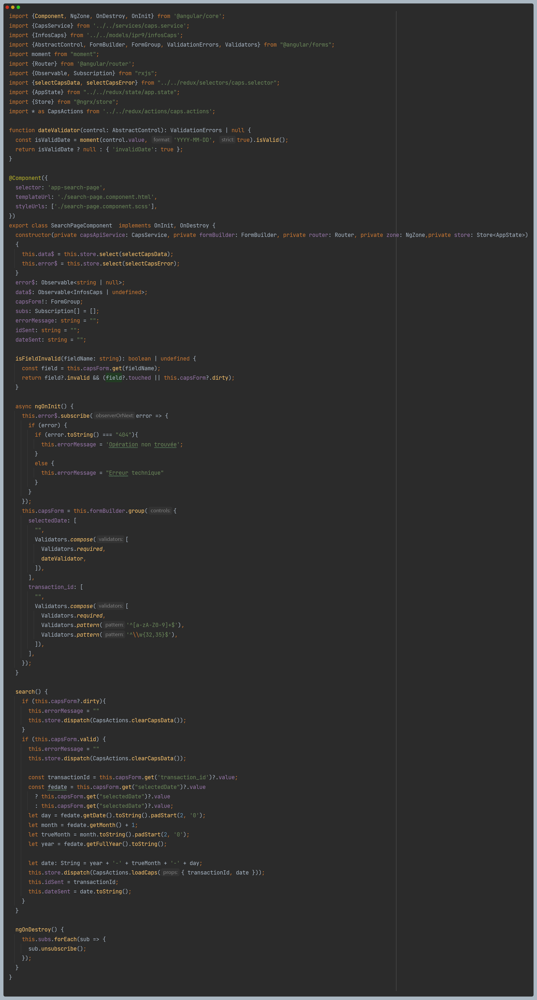 import {Component, NgZone, OnDestroy, OnInit} from '@angular/core';
import {CapsService} from '../../services/caps.service';
import {InfosCaps} from '../../models/ipr9/infosCaps';
import {AbstractControl, FormBuilder, FormGroup, ValidationErrors, Validators} from "@angular/forms";
import moment from "moment";
import {Router} from '@angular/router';
import {Observable, Subscription} from "rxjs";
import {selectCapsData, selectCapsError} from "../../redux/selectors/caps.selector";
import {AppState} from "../../redux/state/app.state";
import {Store} from "@ngrx/store";
import * as CapsActions from '../../redux/actions/caps.actions';

function dateValidator(control: AbstractControl): ValidationErrors | null {
  const isValidDate = moment(control.value, format: 'YYYY-MM-DD', strict: true).isValid();
  return isValidDate ? null : { 'invalidDate': true };
}

@Component({
  selector: 'app-search-page',
  templateUrl: './search-page.component.html',
  styleUrls: ['./search-page.component.scss'],
})
export class SearchPageComponent  implements OnInit, OnDestroy {
  constructor(private capsApiService: CapsService, private formBuilder: FormBuilder, private router: Router, private zone: NgZone,private store: Store<AppState>)
  {
    this.data$ = this.store.select(selectCapsData);
    this.error$ = this.store.select(selectCapsError);
  }
  error$: Observable<string | null>;
  data$: Observable<InfosCaps | undefined>;
  capsForm!: FormGroup;
  subs: Subscription[] = [];
  errorMessage: string = "";
  idSent: string = "";
  dateSent: string = "";

  isFieldInvalid(fieldName: string): boolean | undefined {
    const field = this.capsForm.get(fieldName);
    return field?.invalid && (field?.touched || this.capsForm?.dirty);
  }

  async ngOnInit() {
    this.error$.subscribe( observerOrNext: error => {
      if (error) {
        if (error.toString() === "404"){
          this.errorMessage = 'Opération non trouvée';
        }
        else {
          this.errorMessage = "Erreur technique"
        }
      }
    });
    this.capsForm = this.formBuilder.group( controls: {
      selectedDate: [
        "",
        Validators.compose( validators: [
          Validators.required,
          dateValidator,
        ]),
      ],
      transaction_id: [
        "",
        Validators.compose( validators: [
          Validators.required,
          Validators.pattern( pattern: '^[a-zA-Z0-9]+$'),
          Validators.pattern( pattern: '^\\w{32,35}$'),
        ]),
      ],
    });
  }

  search() {
    if (this.capsForm?.dirty){
      this.errorMessage = ""
      this.store.dispatch(CapsActions.clearCapsData());
    }
    if (this.capsForm.valid) {
      this.errorMessage = ""
      this.store.dispatch(CapsActions.clearCapsData());

      const transactionId = this.capsForm.get('transaction_id')?.value;
      const fedate = this.capsForm.get("selectedDate")?.value
        ? this.capsForm.get("selectedDate")?.value
        : this.capsForm.get("selectedDate")?.value;
      let day = fedate.getDate().toString().padStart(2, '0');
      let month = fedate.getMonth() + 1;
      let trueMonth = month.toString().padStart(2, '0');
      let year = fedate.getFullYear().toString();

      let date: String = year + '-' + trueMonth + '-' + day;
      this.store.dispatch(CapsActions.loadCaps( props: { transactionId, date }));
      this.idSent = transactionId;
      this.dateSent = date.toString();
    }
  }

  ngOnDestroy() {
    this.subs.forEach(sub => {
      sub.unsubscribe();
    });
  }
}